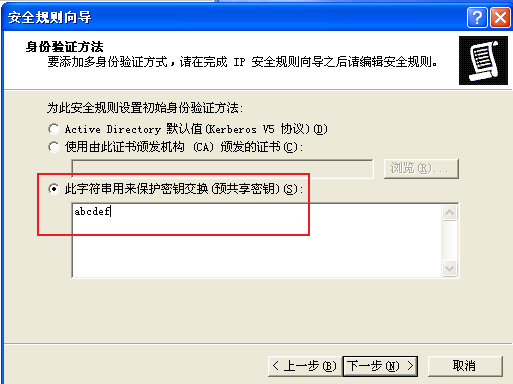 安全规则向导
身份验证方法
要添加多身份验证方式,请在完成 IP 安全规则向导之后请编辑安全规则。
为此安全规则设置初始身份验证方法:
Active Directory 默认值(Kerberos V5 协议)(D)
使用由此证书颁发机构 (CA) 颁发的证书(C):
浏览(R)...
此字符串用来保护密钥交换(预共享密钥)(S):
abcdef
< 上一步(B) 下一步(N) > 取消